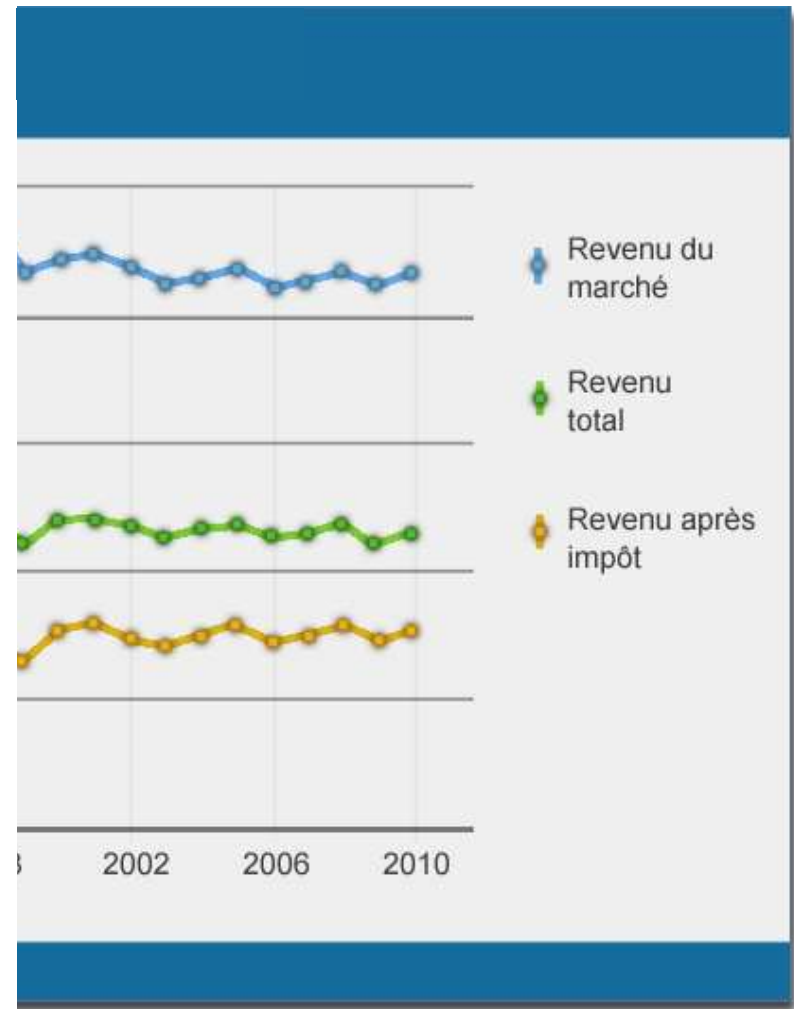 Revenu du
marché
Revenu
total
Revenu après
impôt
2002 2006 2010